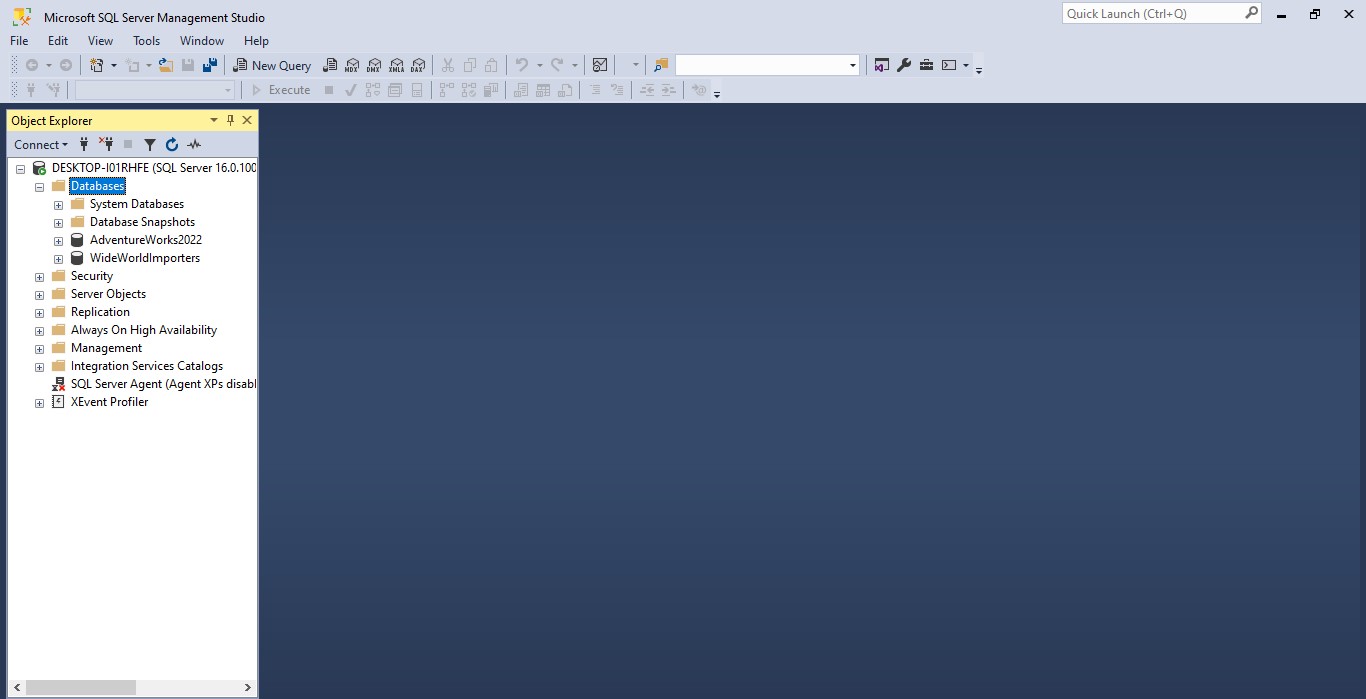 Microsoft SQL Server Management Studio
Quick Launch (Ctrl+Q)
File Edit View Tools Window Help
New Query MDX DMX XMLA DAX
Execute
Object Explorer
Connect
DESKTOP-I01RHFE (SQL Server 16.0.100
Databases
System Databases
Database Snapshots
AdventureWorks2022
WideWorldImporters
Security
Server Objects
Replication
Always On High Availability
Management
Integration Services Catalogs
SQL Server Agent (Agent XPs disabl
XEvent Profiler